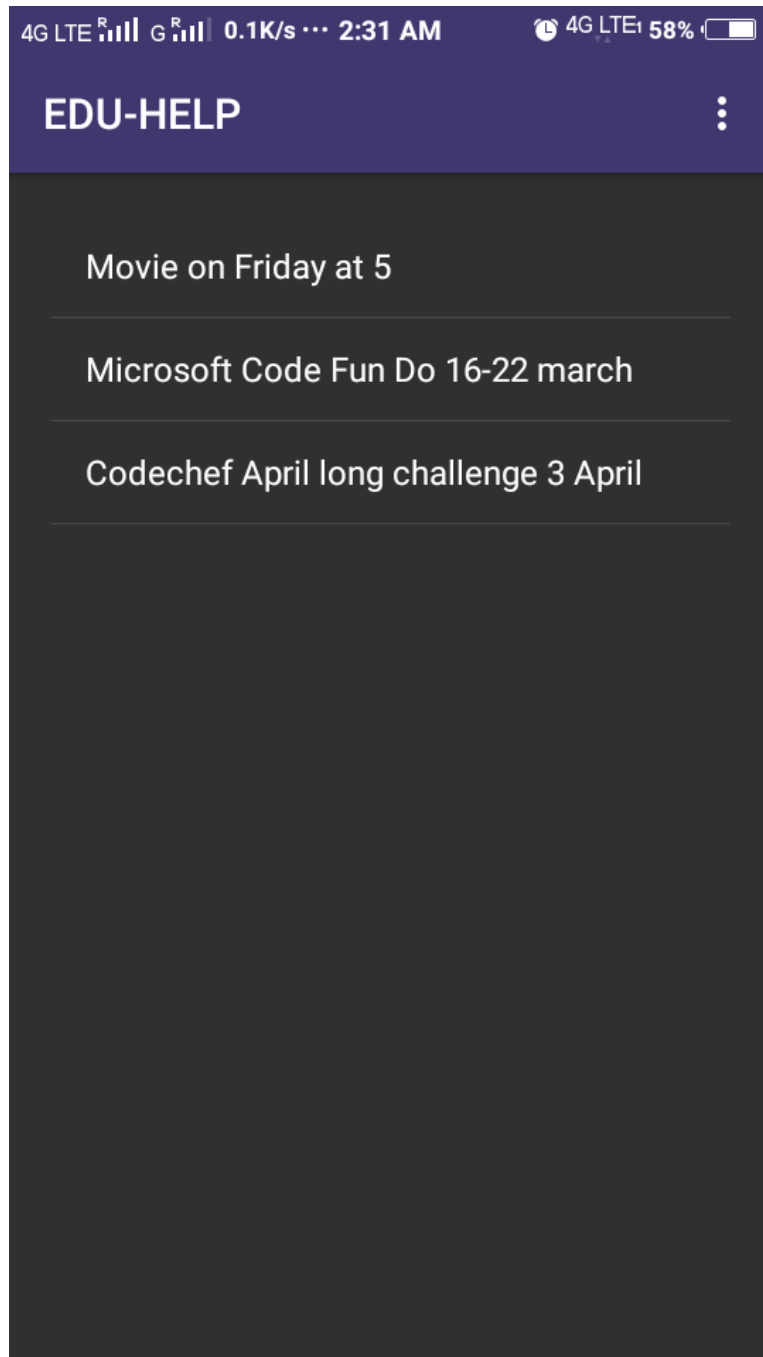 4G LTE R G R 0.1K/s ··· 2:31 AM 4G LTE1 58%
EDU-HELP
Movie on Friday at 5
Microsoft Code Fun Do 16-22 march
Codechef April long challenge 3 April